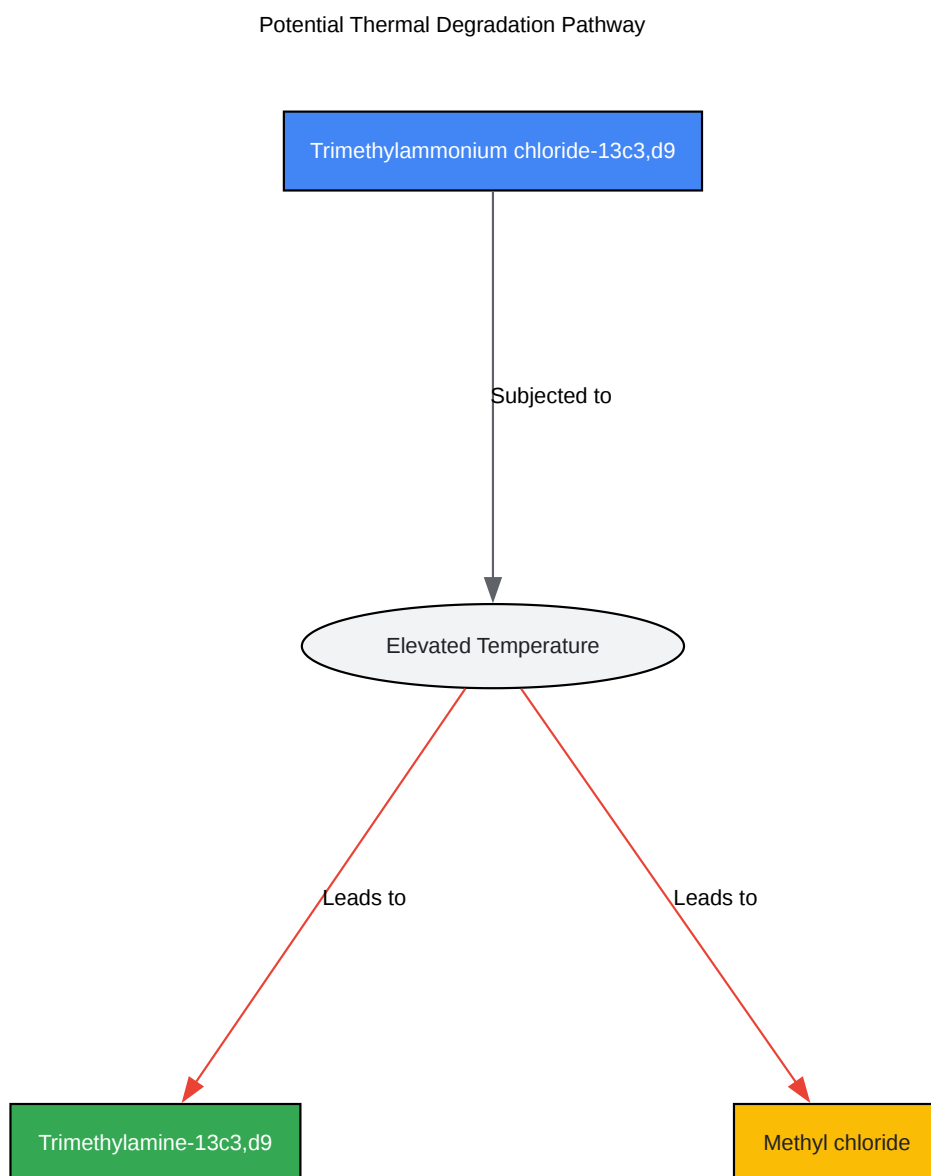 Potential Thermal Degradation Pathway
Trimethylammonium chloride-13c3,d9
Subjected to
Elevated Temperature
Leads to
Leads to
Trimethylamine-13c3,d9
Methyl chloride